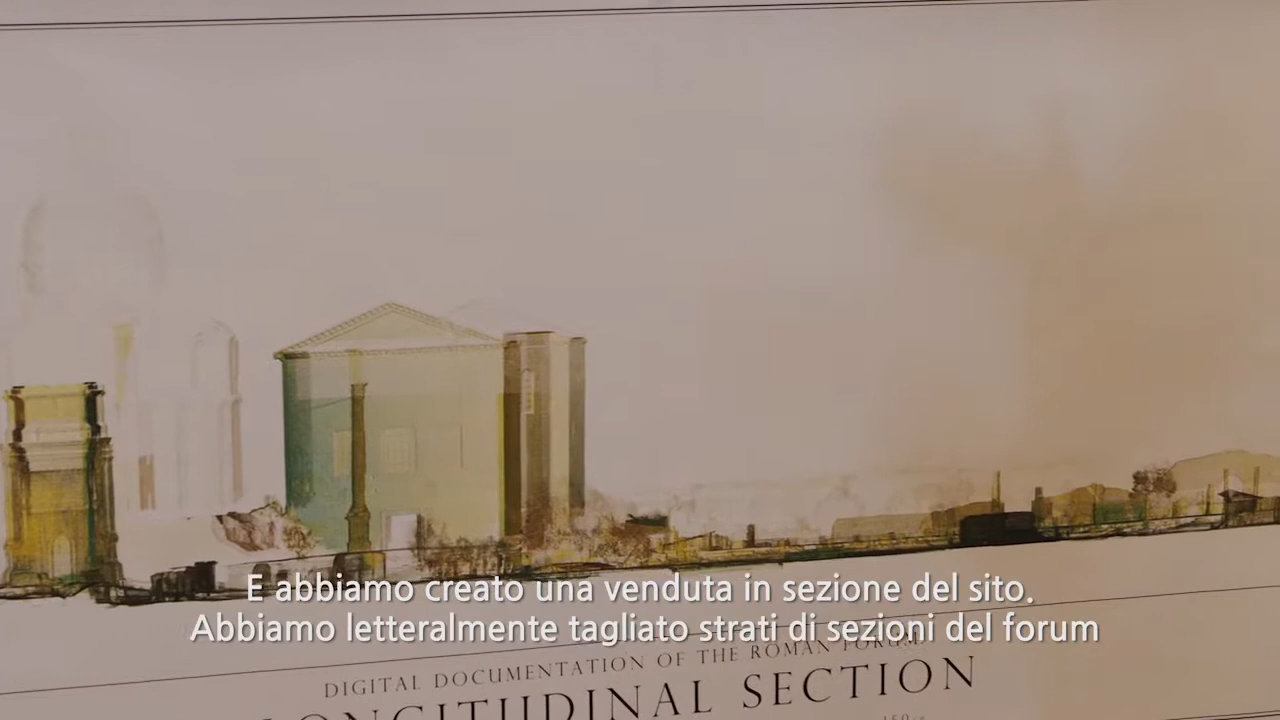 E abbiamo creato una venduta in sezione del sito.
Abbiamo letteralmente tagliato strati di sezioni del forum
DIGITAL DOCUMENTATION OF THE ROMAN FORUM
LONGITUDINAL SECTION